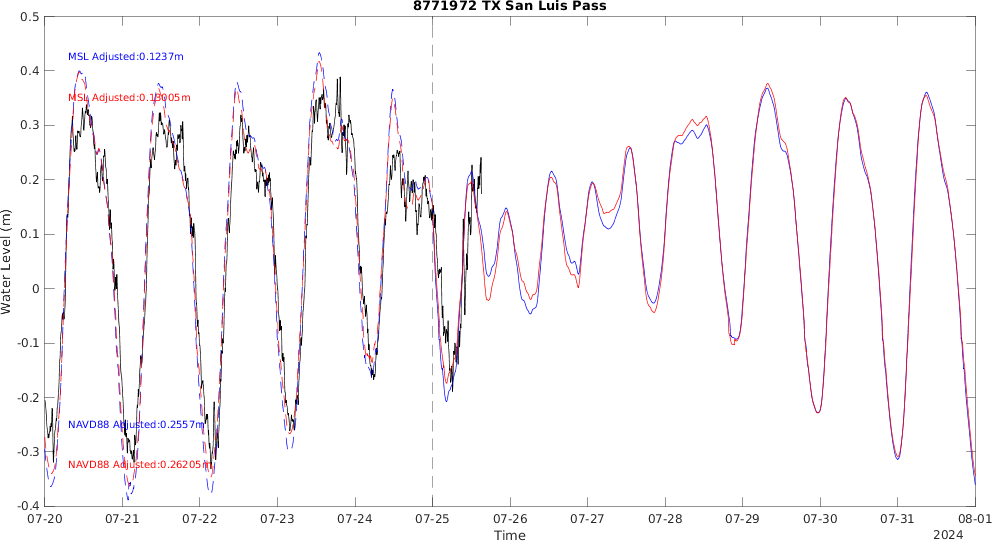 8771972 TX San Luis Pass
0.5
MSL Adjusted:0.1237m
0.4
MSL Adjusted:0.13005m
0.3
0.2
0.1
Water Level (m)
0
-0.1
-0.2
NAVD88 Adjusted:0.2557m
-0.3
NAVD88 Adjusted:0.26205m
-0.4
07-20 07-21 07-22 07-23 07-24 07-25 07-26 07-27 07-28 07-29 07-30 07-31 08-01
Time
2024